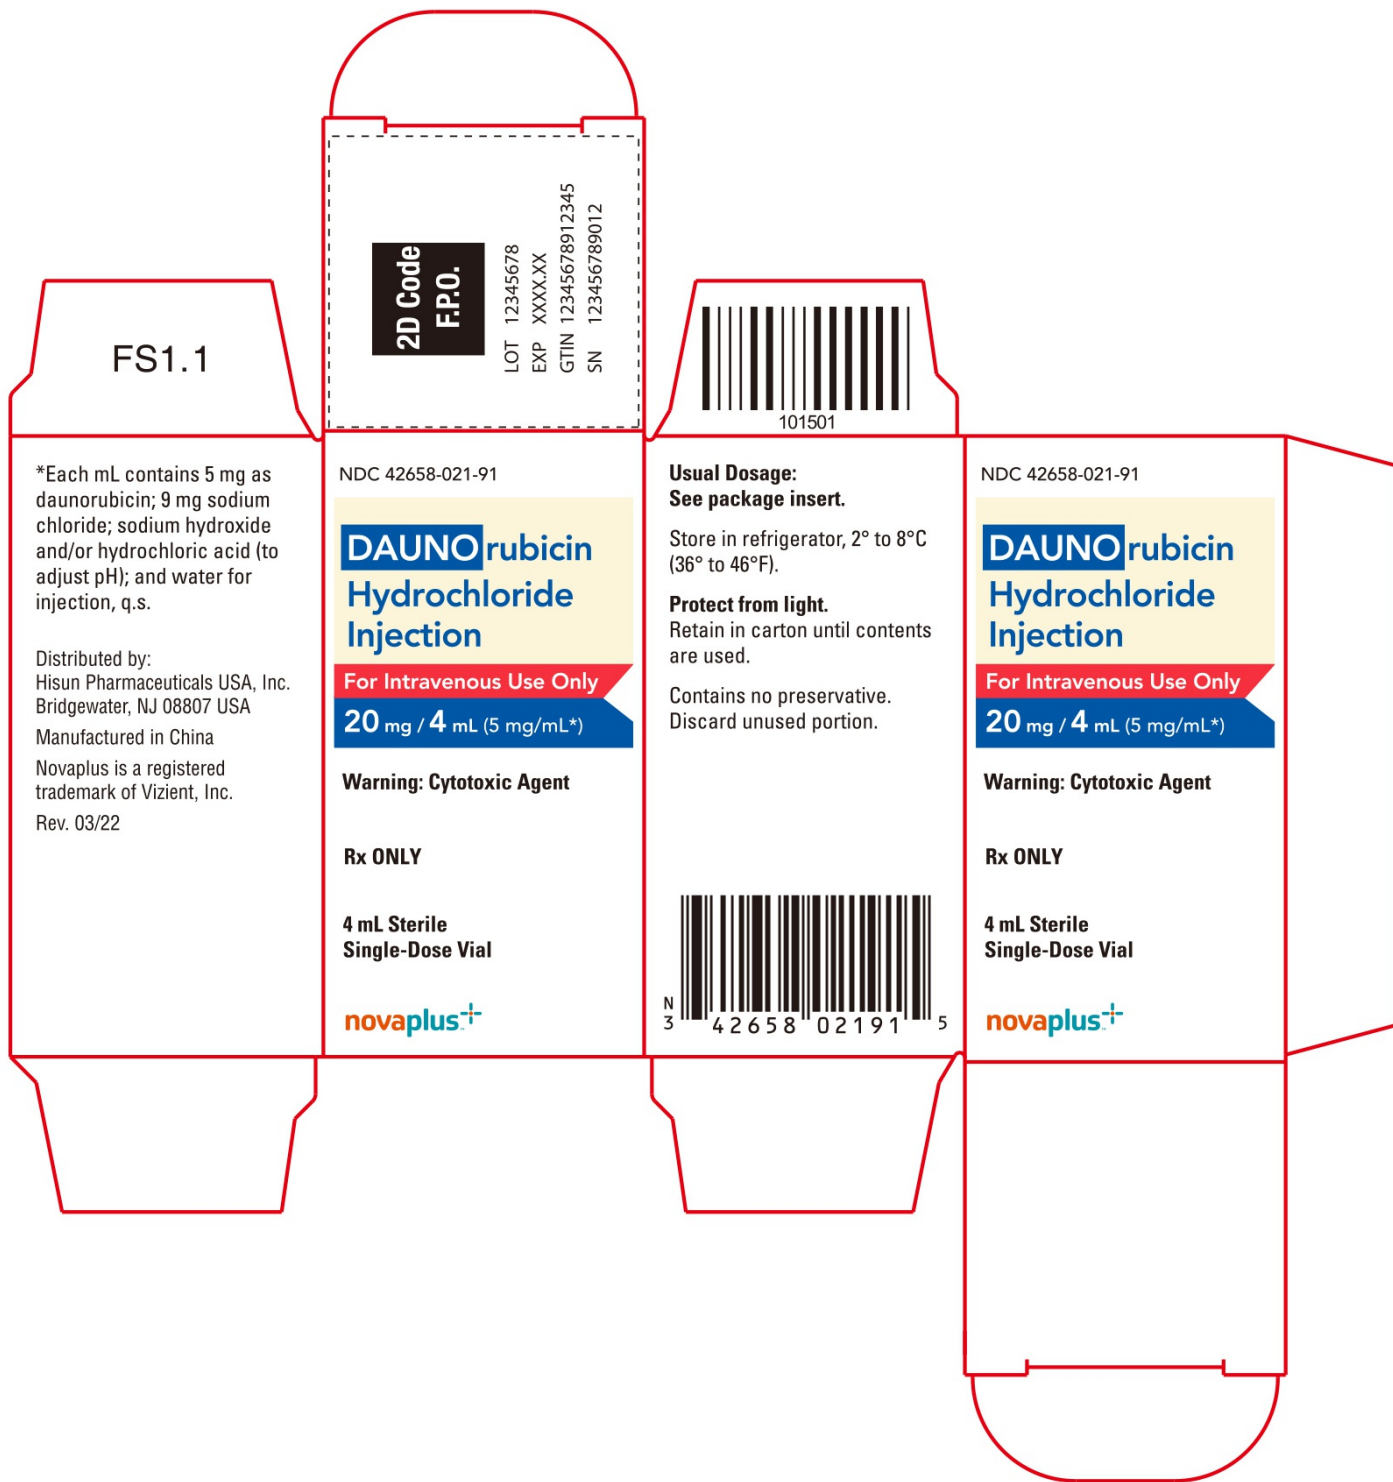 2D Code
F.P.O.
LOT 12345678
EXP XXXX.XX
GTIN 12345678912345
SN 123456789012
FS1.1
101501
*Each mL contains 5 mg as
daunorubicin; 9 mg sodium
chloride; sodium hydroxide
and/or hydrochloric acid (to
adjust pH); and water for
injection, q.s.
Distributed by:
Hisun Pharmaceuticals USA, Inc.
Bridgewater, NJ 08807 USA
Manufactured in China
Novaplus is a registered
trademark of Vizient, Inc.
Rev. 03/22
NDC 42658-021-91
DAUNOrubicin
Hydrochloride
Injection
For Intravenous Use Only
20 mg / 4 mL (5 mg/mL*)
Warning: Cytotoxic Agent
Rx ONLY
4 mL Sterile
Single-Dose Vial
novaplus™
Usual Dosage:
See package insert.
Store in refrigerator, 2° to 8°C
(36° to 46°F).
Protect from light.
Retain in carton until contents
are used.
Contains no preservative.
Discard unused portion.
N
3 42658 02191 5
NDC 42658-021-91
DAUNOrubicin
Hydrochloride
Injection
For Intravenous Use Only
20 mg / 4 mL (5 mg/mL*)
Warning: Cytotoxic Agent
Rx ONLY
4 mL Sterile
Single-Dose Vial
novaplus™